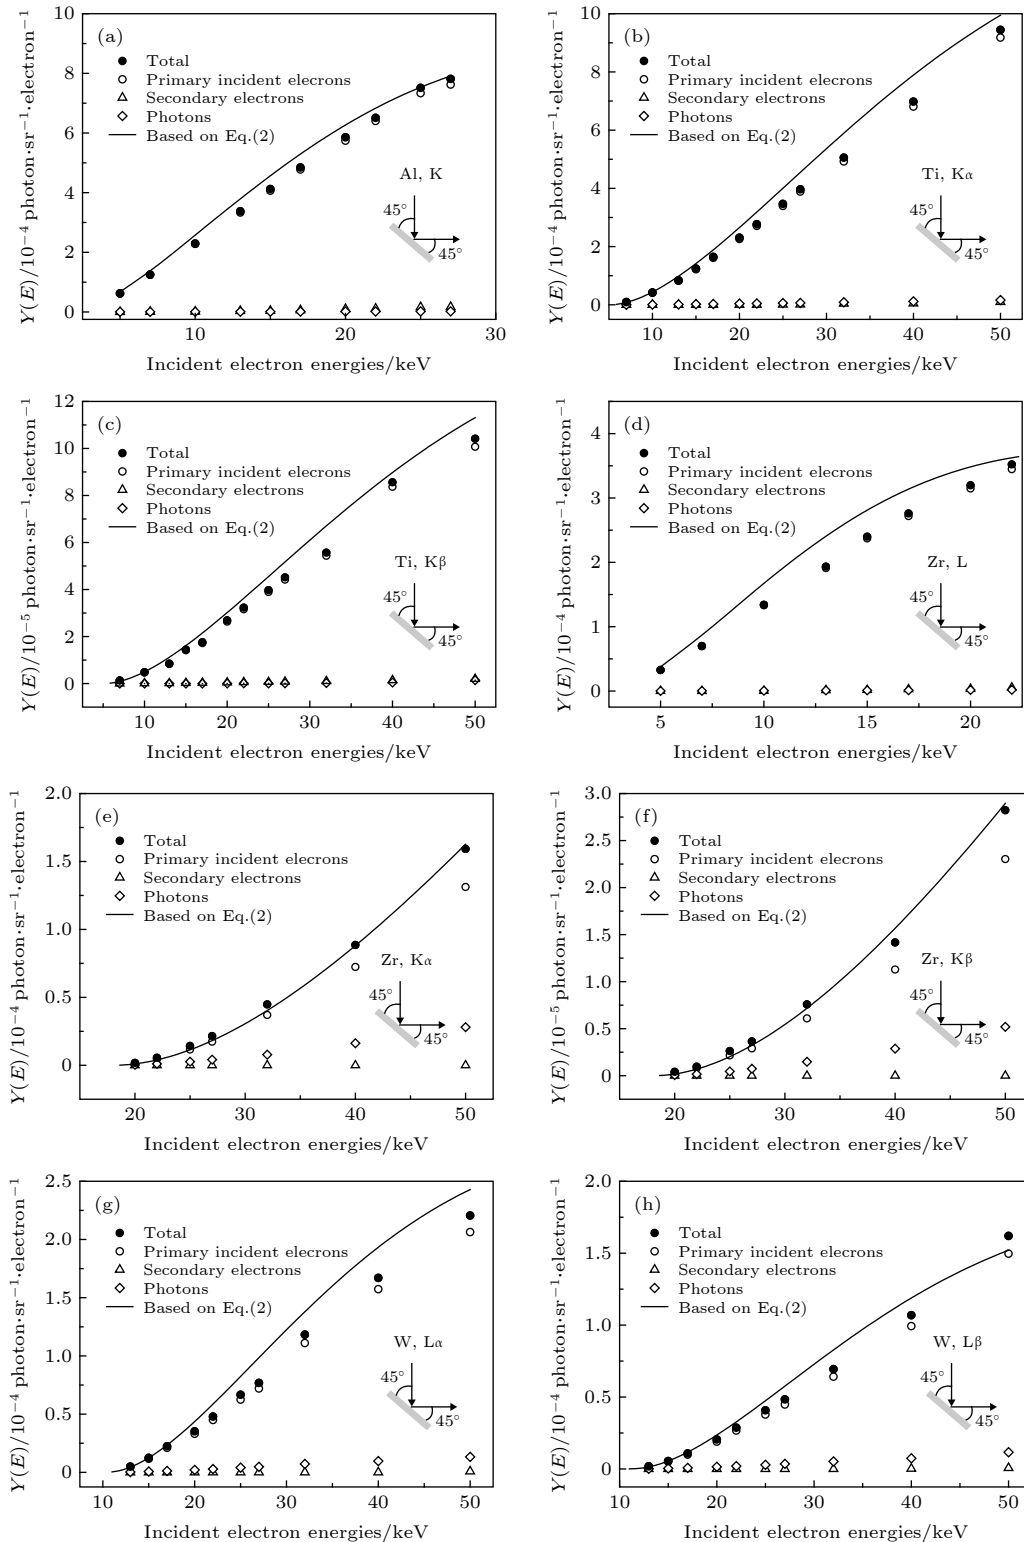 (a)
Y(E)/10⁻⁴ photon·sr⁻¹·electron⁻¹
10
8
6
4
2
0
Total
Primary incident elecrons
Secondary electrons
Photons
Based on Eq.(2)
Al, K
45°
45°
10 20 30
Incident electron energies/keV
(b)
Y(E)/10⁻⁴ photon·sr⁻¹·electron⁻¹
10
8
6
4
2
0
Total
Primary incident elecrons
Secondary electrons
Photons
Based on Eq.(2)
Ti, Kα
45°
45°
10 20 30 40 50
Incident electron energies/keV
(c)
Y(E)/10⁻⁵ photon·sr⁻¹·electron⁻¹
12
10
8
6
4
2
0
Total
Primary incident elecrons
Secondary electrons
Photons
Based on Eq.(2)
Ti, Kβ
45°
45°
10 20 30 40 50
Incident electron energies/keV
(d)
Y(E)/10⁻⁴ photon·sr⁻¹·electron⁻¹
4
3
2
1
0
Total
Primary incident elecrons
Secondary electrons
Photons
Based on Eq.(2)
Zr, L
45°
45°
5 10 15 20
Incident electron energies/keV
(e)
Y(E)/10⁻⁴ photon·sr⁻¹·electron⁻¹
2.0
1.5
1.0
0.5
0
Total
Primary incident elecrons
Secondary electrons
Photons
Based on Eq.(2)
Zr, Kα
45°
45°
20 30 40 50
Incident electron energies/keV
(f)
Y(E)/10⁻⁵ photon·sr⁻¹·electron⁻¹
3.0
2.5
2.0
1.5
1.0
0.5
0
Total
Primary incident elecrons
Secondary electrons
Photons
Based on Eq.(2)
Zr, Kβ
45°
45°
20 30 40 50
Incident electron energies/keV
(g)
Y(E)/10⁻⁴ photon·sr⁻¹·electron⁻¹
2.5
2.0
1.5
1.0
0.5
0
Total
Primary incident elecrons
Secondary electrons
Photons
Based on Eq.(2)
W, Lα
45°
45°
10 20 30 40 50
Incident electron energies/keV
(h)
Y(E)/10⁻⁴ photon·sr⁻¹·electron⁻¹
2.0
1.5
1.0
0.5
0
Total
Primary incident elecrons
Secondary electrons
Photons
Based on Eq.(2)
W, Lβ
45°
45°
10 20 30 40 50
Incident electron energies/keV